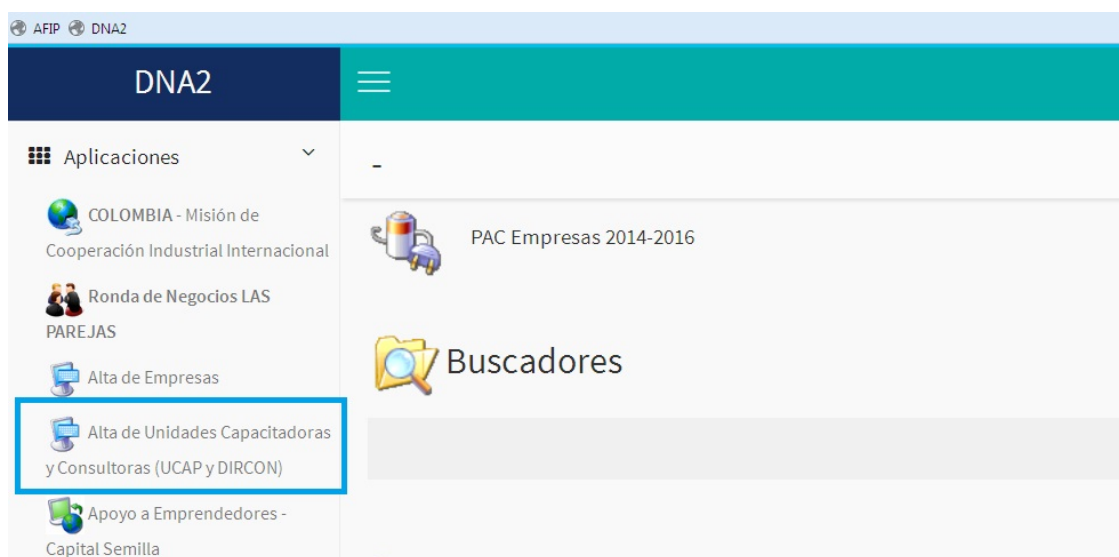 AFIP DNA2
DNA2
Aplicaciones
-
COLOMBIA - Misión de
Cooperación Industrial Internacional
Ronda de Negocios LAS
PAREJAS
Alta de Empresas
Alta de Unidades Capacitadoras
y Consultoras (UCAP y DIRCON)
Apoyo a Emprendedores -
Capital Semilla
PAC Empresas 2014-2016
Buscadores